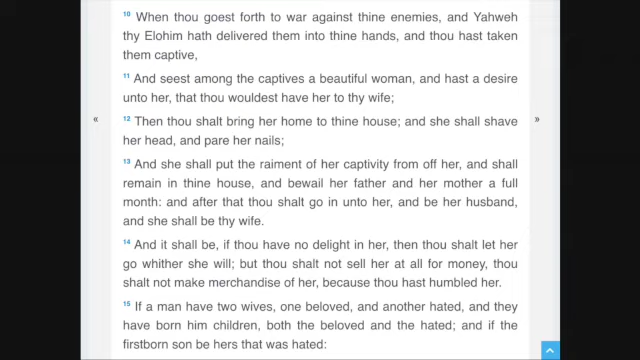 10 When thou goest forth to war against thine enemies, and Yahweh
thy Elohim hath delivered them into thine hands, and thou hast taken
them captive,
11 And seest among the captives a beautiful woman, and hast a desire
unto her, that thou wouldest have her to thy wife;
12 Then thou shalt bring her home to thine house; and she shall shave
her head, and pare her nails;
« »
13 And she shall put the raiment of her captivity from off her, and shall
remain in thine house, and bewail her father and her mother a full
month: and after that thou shalt go in unto her, and be her husband,
and she shall be thy wife.
14 And it shall be, if thou have no delight in her, then thou shalt let her
go whither she will; but thou shalt not sell her at all for money, thou
shalt not make merchandise of her, because thou hast humbled her.
15 If a man have two wives, one beloved, and another hated, and they
have born him children, both the beloved and the hated; and if the
firstborn son be hers that was hated: